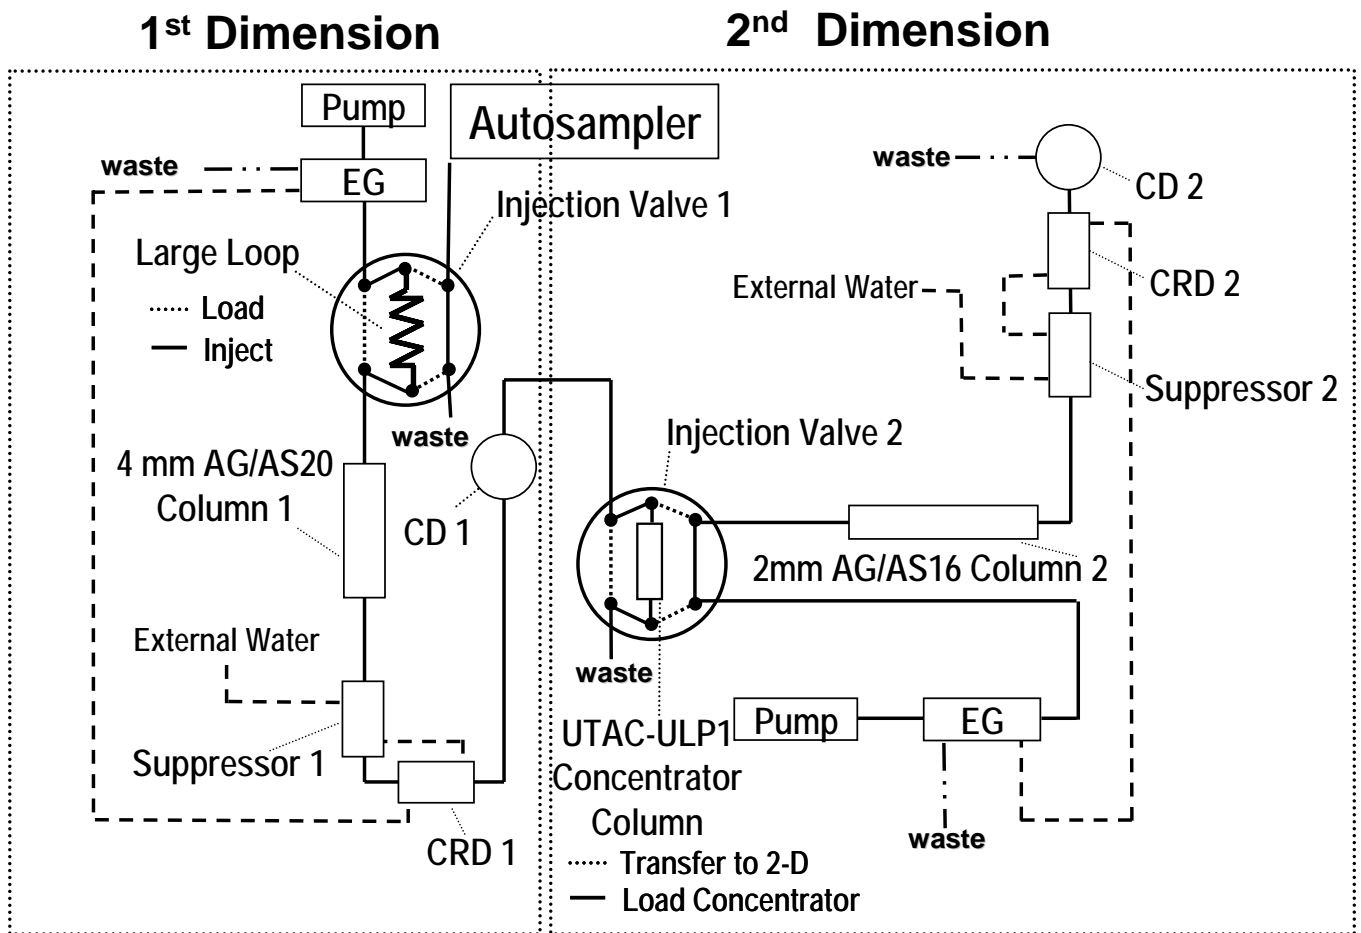 1st Dimension
2nd Dimension
Pump
Autosampler
waste
EG
Injection Valve 1
Large Loop
Load
Inject
waste
4 mm AG/AS20
Column 1
CD 1
External Water
Suppressor 1
CRD 1
waste
CD 2
CRD 2
External Water
Suppressor 2
Injection Valve 2
2mm AG/AS16 Column 2
waste
Pump
EG
waste
UTAC-ULP1
Concentrator
Column
Transfer to 2-D
Load Concentrator